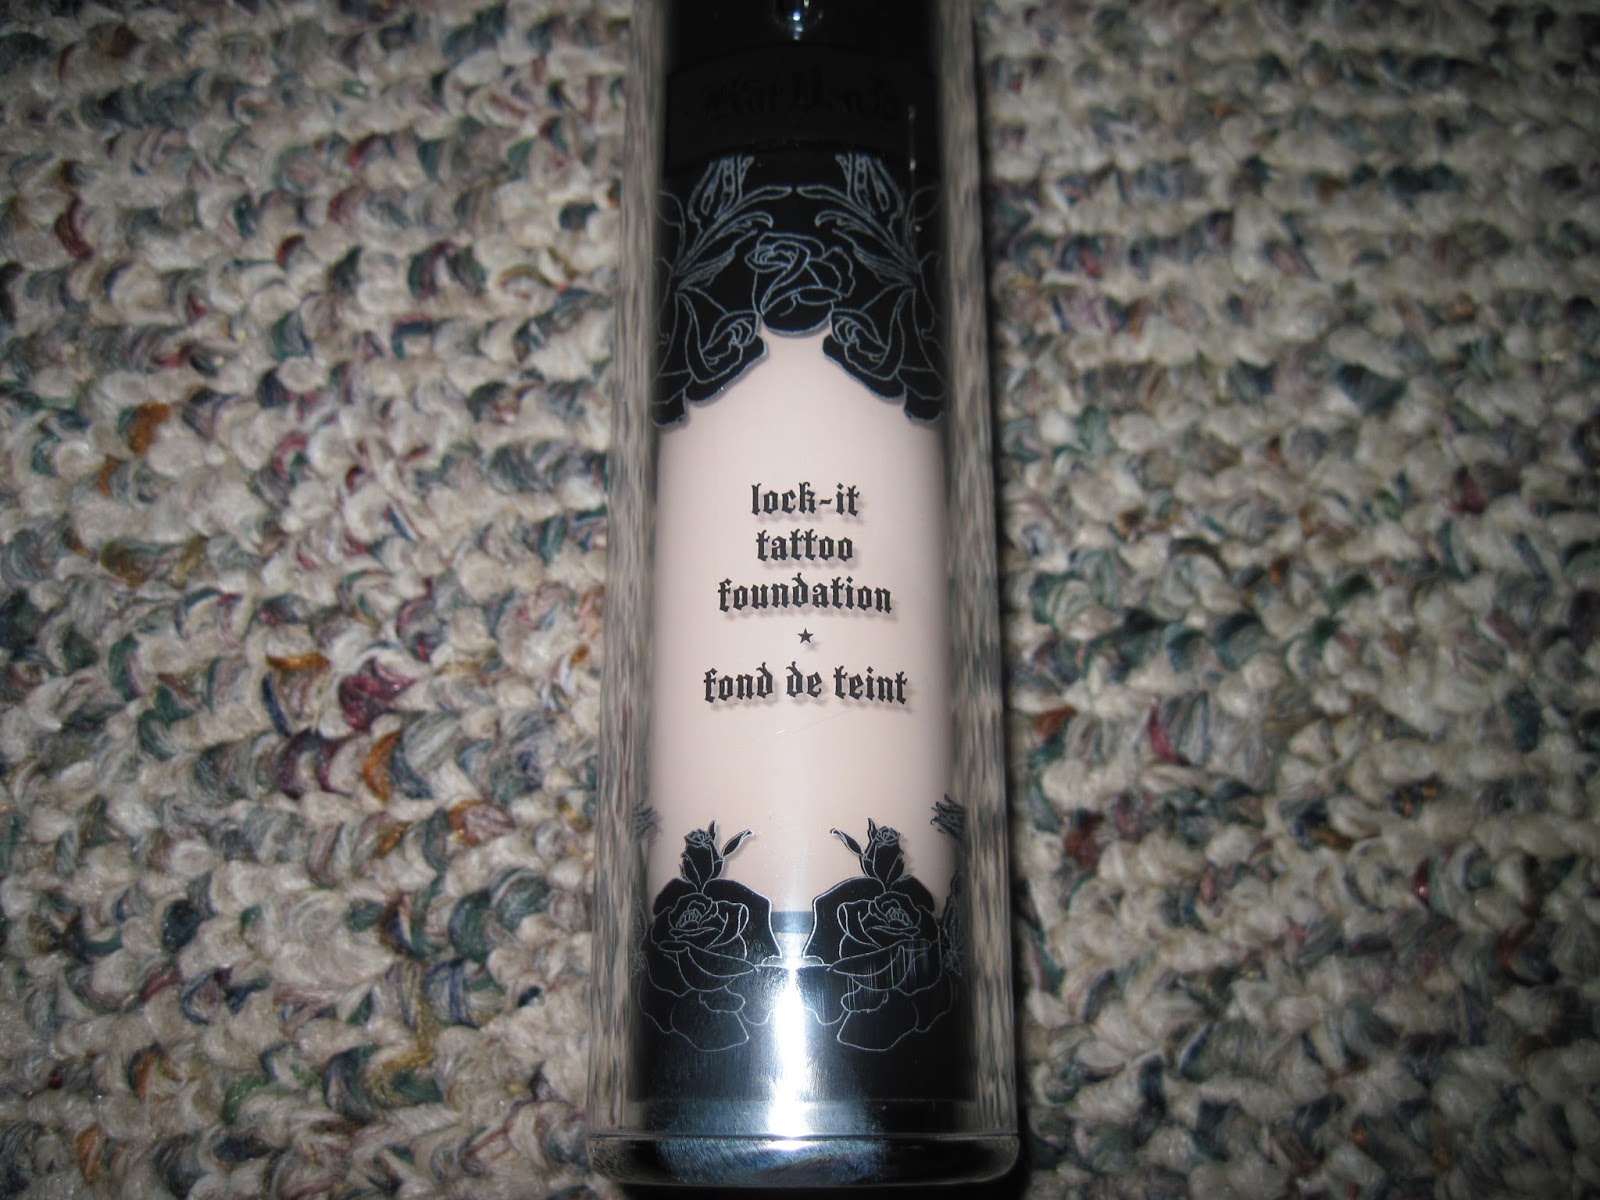 lock-it
tattoo
foundation
★
fond de teint